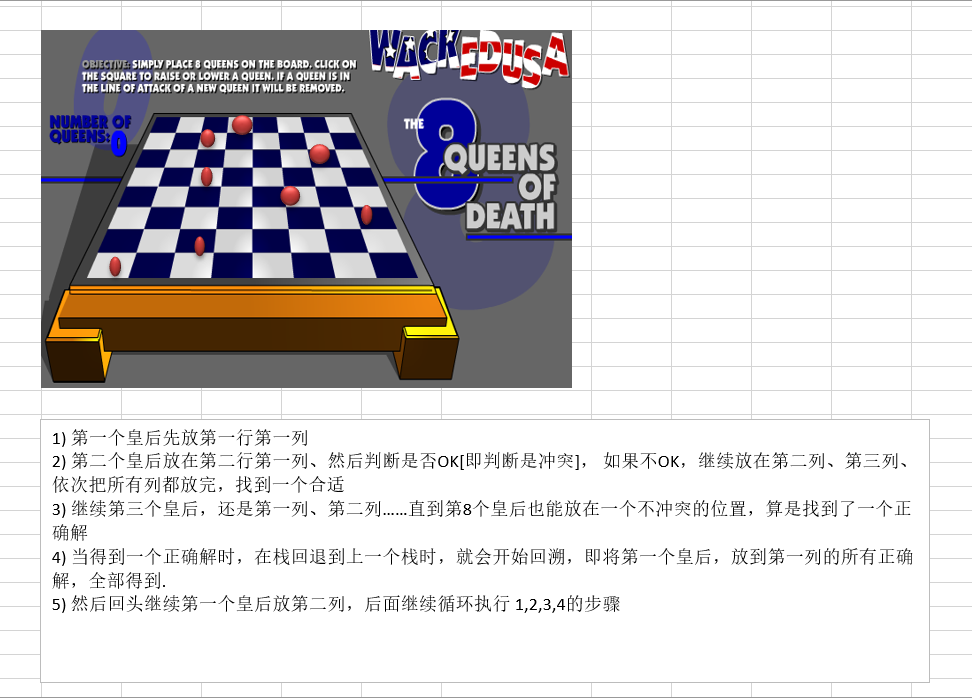 WACKEDUSA
OBJECTIVE: SIMPLY PLACE 8 QUEENS ON THE BOARD. CLICK ON
THE SQUARE TO RAISE OR LOWER A QUEEN. IF A QUEEN IS IN
THE LINE OF ATTACK OF A NEW QUEEN IT WILL BE REMOVED.
NUMBER OF
QUEENS: 0
THE 8
QUEENS
OF
DEATH
1) 第一个皇后先放第一行第一列
2) 第二个皇后放在第二行第一列、然后判断是否OK[即判断是冲突]， 如果不OK，继续放在第二列、第三列、
依次把所有列都放完，找到一个合适
3) 继续第三个皇后，还是第一列、第二列……直到第8个皇后也能放在一个不冲突的位置，算是找到了一个正
确解
4) 当得到一个正确解时，在栈回退到上一个栈时，就会开始回溯，即将第一个皇后，放到第一列的所有正确
解，全部得到.
5) 然后回头继续第一个皇后放第二列，后面继续循环执行 1,2,3,4的步骤